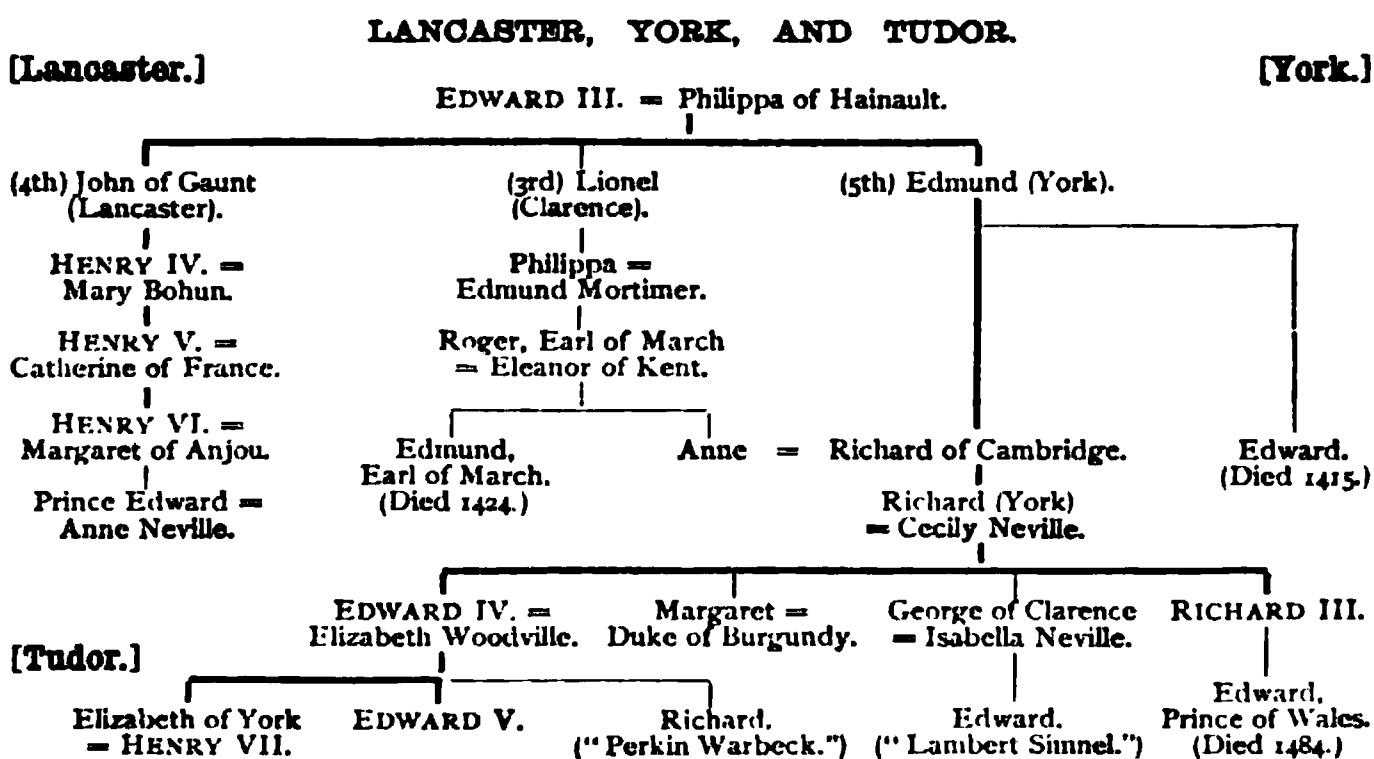 LANCASTER, YORK, AND TUDOR.
[Lancaster.]
[York.]
EDWARD III. = Philippa of Hainault.
(4th) John of Gaunt
(Lancaster).
(3rd) Lionel
(Clarence).
(5th) Edmund (York).
HENRY IV. =
Mary Bohun.
Philippa =
Edmund Mortimer.
HENRY V. =
Catherine of France.
Roger, Earl of March
= Eleanor of Kent.
HENRY VI. =
Margaret of Anjou.
Edmund,
Earl of March.
(Died 1424.)
Anne = Richard of Cambridge.
Edward.
(Died 1415.)
Prince Edward =
Anne Neville.
Richard (York)
= Cecily Neville.
EDWARD IV. =
Elizabeth Woodville.
Margaret =
Duke of Burgundy.
George of Clarence
= Isabella Neville.
RICHARD III.
[Tudor.]
Elizabeth of York
= HENRY VII.
EDWARD V.
Richard.
("Perkin Warbeck.")
Edward.
("Lambert Simnel.")
Edward,
Prince of Wales.
(Died 1484.)